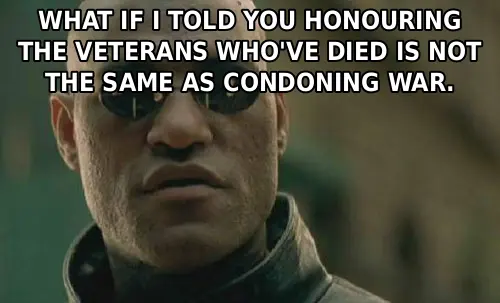 WHAT IF I TOLD YOU HONOURING
THE VETERANS WHO'VE DIED IS NOT
THE SAME AS CONDONING WAR.